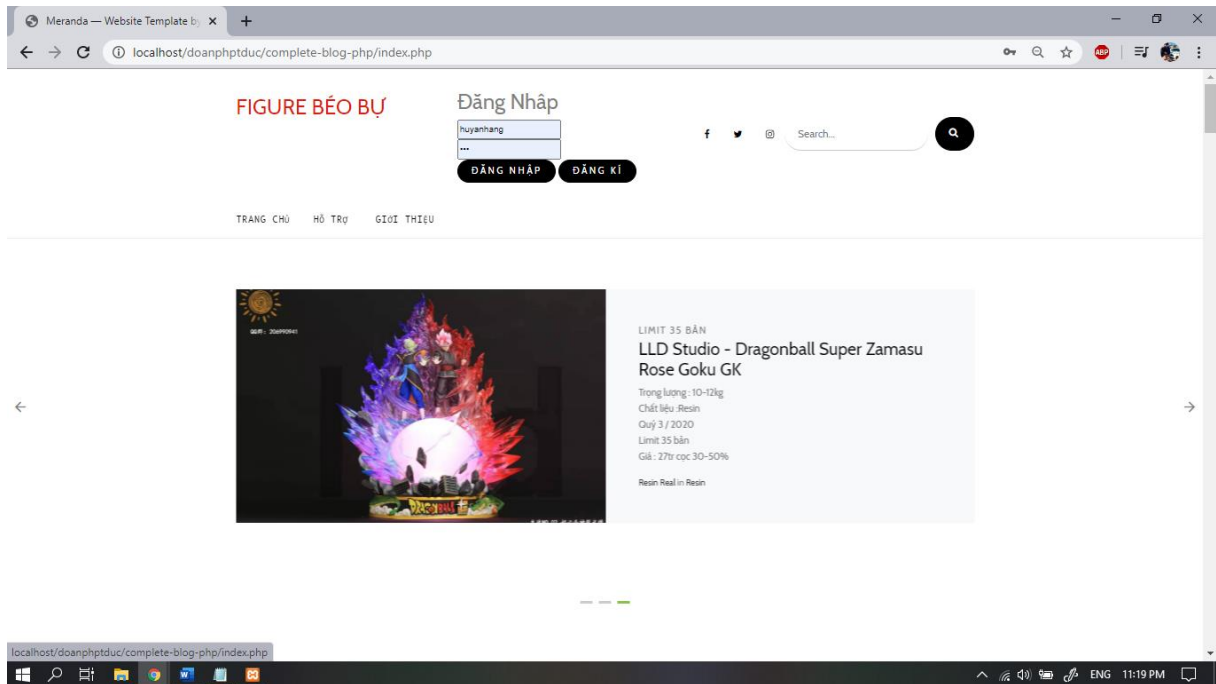 Meranda — Website Template by
localhost/doanphptduc/complete-blog-php/index.php
ABP
FIGURE BÉO BỰ
Đăng Nhâp
huyanhang
•••
ĐĂNG NHẬP ĐĂNG KÍ
Search...
TRANG CHỦ HỖ TRỢ GIỚI THIỆU
LIMIT 35 BẢN
LLD Studio - Dragonball Super Zamasu
Rose Goku GK
Trọng lượng : 10-12kg
Chất liệu :Resin
Quý 3 / 2020
Limit 35 bản
Giá : 27tr cọc 30-50%
Resin Real in Resin
localhost/doanphptduc/complete-blog-php/index.php
ENG 11:19 PM